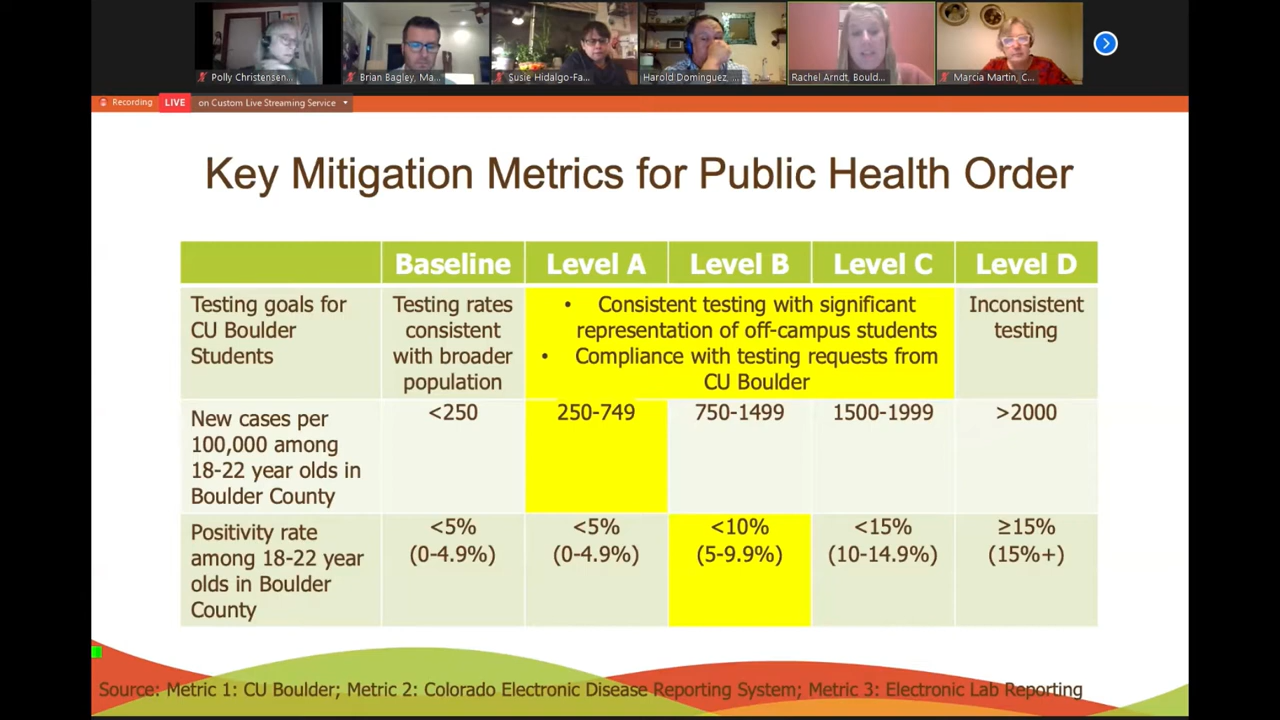 Polly Christensen...
Brian Bagley, Ma...
Susie Hidalgo-Fa...
Harold Dominguez, ...
Rachel Arndt, Bould...
Marcia Martin, C...
Recording
LIVE
on Custom Live Streaming Service
Key Mitigation Metrics for Public Health Order
Baseline
Level A
Level B
Level C
Level D
Testing goals for
CU Boulder
Students
Testing rates
consistent
with broader
population
• Consistent testing with significant
representation of off-campus students
• Compliance with testing requests from
CU Boulder
Inconsistent
testing
New cases per
100,000 among
18-22 year olds in
Boulder County
<250
250-749
750-1499
1500-1999
>2000
Positivity rate
among 18-22 year
olds in Boulder
County
<5%
(0-4.9%)
<5%
(0-4.9%)
<10%
(5-9.9%)
<15%
(10-14.9%)
≥15%
(15%+)
Source: Metric 1: CU Boulder; Metric 2: Colorado Electronic Disease Reporting System; Metric 3: Electronic Lab Reporting